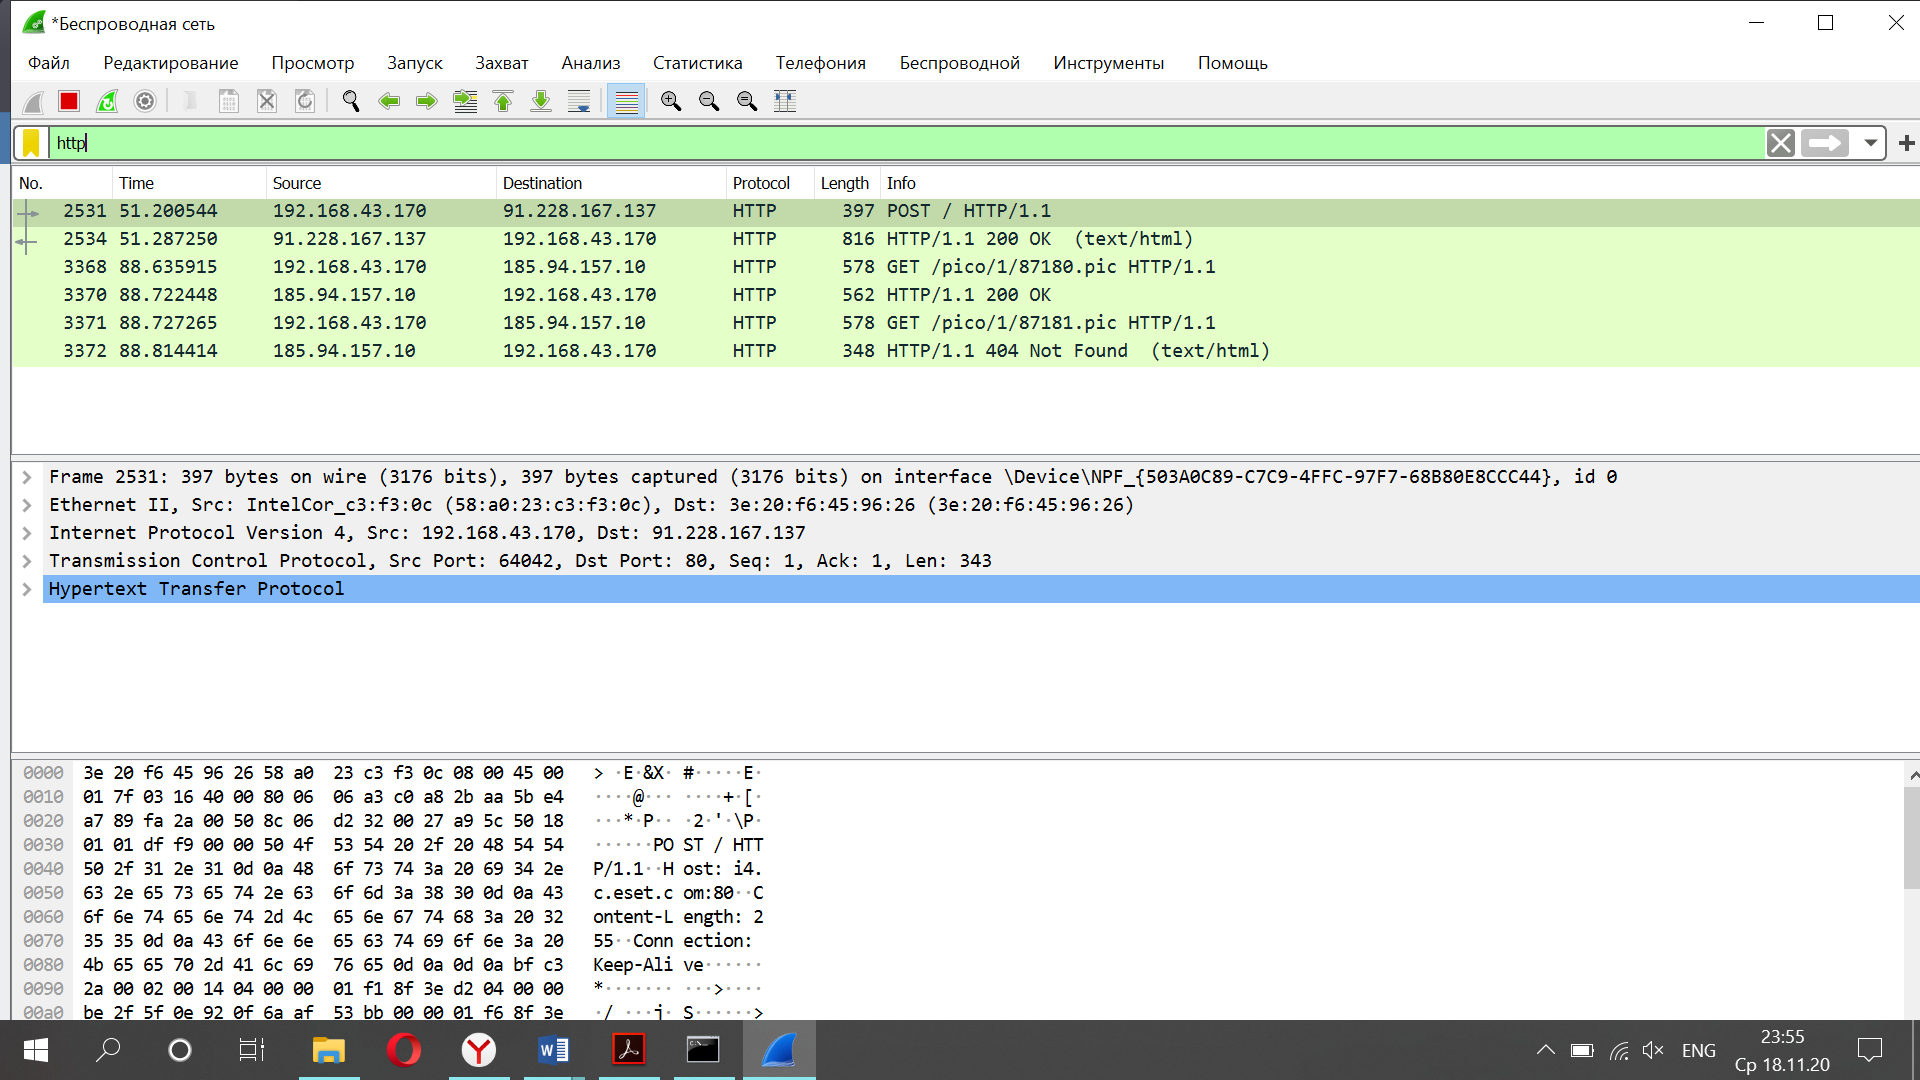 *Беспроводная сеть
Файл Редактирование Просмотр Запуск Захват Анализ Статистика Телефония Беспроводной Инструменты Помощь
http
No. Time Source Destination Protocol Length Info
2531 51.200544 192.168.43.170 91.228.167.137 HTTP 397 POST / HTTP/1.1
2534 51.287250 91.228.167.137 192.168.43.170 HTTP 816 HTTP/1.1 200 OK (text/html)
3368 88.635915 192.168.43.170 185.94.157.10 HTTP 578 GET /pico/1/87180.pic HTTP/1.1
3370 88.722448 185.94.157.10 192.168.43.170 HTTP 562 HTTP/1.1 200 OK
3371 88.727265 192.168.43.170 185.94.157.10 HTTP 578 GET /pico/1/87181.pic HTTP/1.1
3372 88.814414 185.94.157.10 192.168.43.170 HTTP 348 HTTP/1.1 404 Not Found (text/html)
Frame 2531: 397 bytes on wire (3176 bits), 397 bytes captured (3176 bits) on interface \Device\NPF_{503A0C89-C7C9-4FFC-97F7-68B80E8CCC44}, id 0
Ethernet II, Src: IntelCor_c3:f3:0c (58:a0:23:c3:f3:0c), Dst: 3e:20:f6:45:96:26 (3e:20:f6:45:96:26)
Internet Protocol Version 4, Src: 192.168.43.170, Dst: 91.228.167.137
Transmission Control Protocol, Src Port: 64042, Dst Port: 80, Seq: 1, Ack: 1, Len: 343
Hypertext Transfer Protocol
0000 3e 20 f6 45 96 26 58 a0 23 c3 f3 0c 08 00 45 00 > ·E·&X· #·····E·
0010 01 7f 03 16 40 00 80 06 06 a3 c0 a8 2b aa 5b e4 ····@··· ····+·[·
0020 a7 89 fa 2a 00 50 8c 06 d2 32 00 27 a9 5c 50 18 ···*·P·· ·2·'·\P·
0030 01 01 df f9 00 00 50 4f 53 54 20 2f 20 48 54 54 ······PO ST / HTT
0040 50 2f 31 2e 31 0d 0a 48 6f 73 74 3a 20 69 34 2e P/1.1··H ost: i4.
0050 63 2e 65 73 65 74 2e 63 6f 6d 3a 38 30 0d 0a 43 c.eset.c om:80··C
0060 6f 6e 74 65 6e 74 2d 4c 65 6e 67 74 68 3a 20 32 ontent-L ength: 2
0070 35 35 0d 0a 43 6f 6e 6e 65 63 74 69 6f 6e 3a 20 55··Conn ection:
0080 4b 65 65 70 2d 41 6c 69 76 65 0d 0a 0d 0a bf c3 Keep-Ali ve······
0090 2a 00 02 00 14 04 00 00 01 f1 8f 3e d2 04 00 00 *······· ···>····
00a0 be 2f 5f 0e 92 0f 6a af 53 bb 00 00 01 f6 8f 3e ·/_···j· S······>
ENG
23:55
Ср 18.11.20